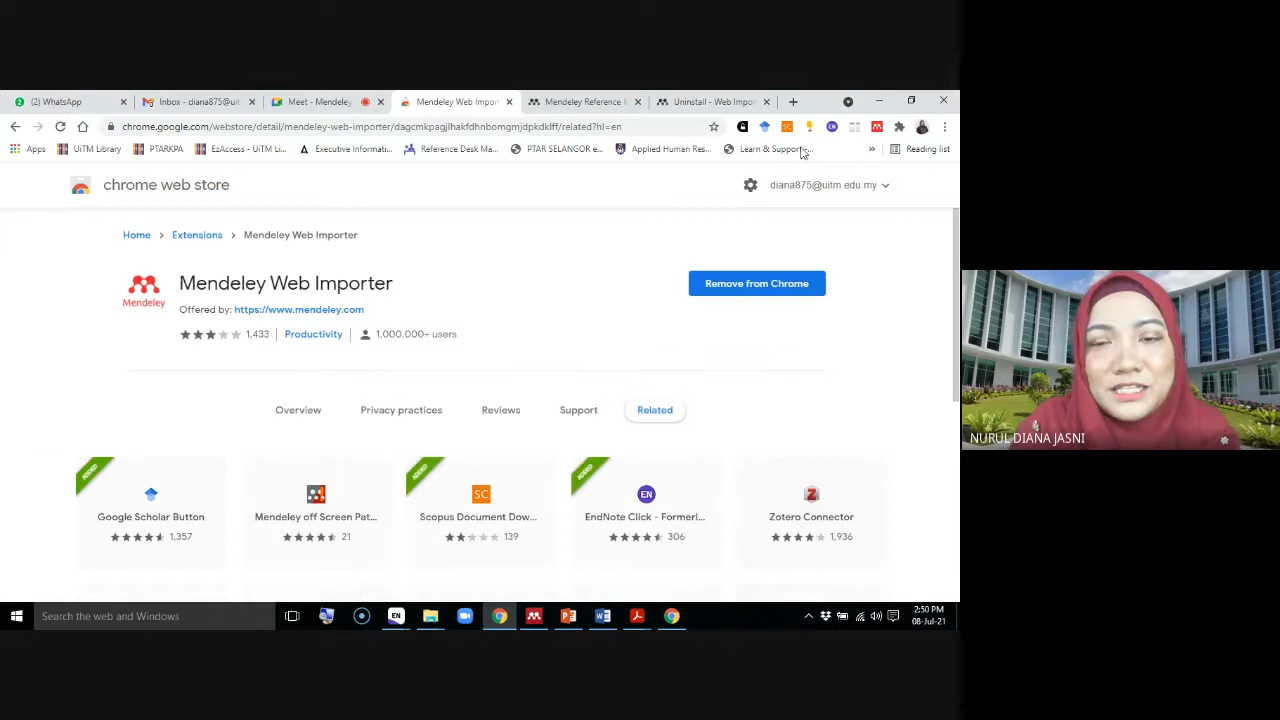 (2) WhatsApp
Inbox - diana875@uit
Meet - Mendeley
Mendeley Web Impor
Mendeley Reference
Uninstall - Web Impor
chrome.google.com/webstore/detail/mendeley-web-importer/dagcmkpagjlhakfdhnbomgmjdpkdklff/related?hl=en
Apps
UiTM Library
PTARKPA
EzAccess - UiTM Li...
Executive Informati...
Reference Desk Ma...
PTAR SELANGOR e...
Applied Human Res...
Learn & Support...
»
Reading list
chrome web store
diana875@uitm.edu.my
Home > Extensions > Mendeley Web Importer
Mendeley
Mendeley Web Importer
Remove from Chrome
Offered by: https://www.mendeley.com
1,433
Productivity
1,000,000+ users
Overview
Privacy practices
Reviews
Support
Related
ADDED
ADDED
ADDED
SC
EN
Z
Google Scholar Button
Mendeley off Screen Pat...
Scopus Document Dow...
EndNote Click - Formerl...
Zotero Connector
1,357
21
139
306
1,936
NURUL DIANA JASNI
Search the web and Windows
EN
2:50 PM
08-Jul-21